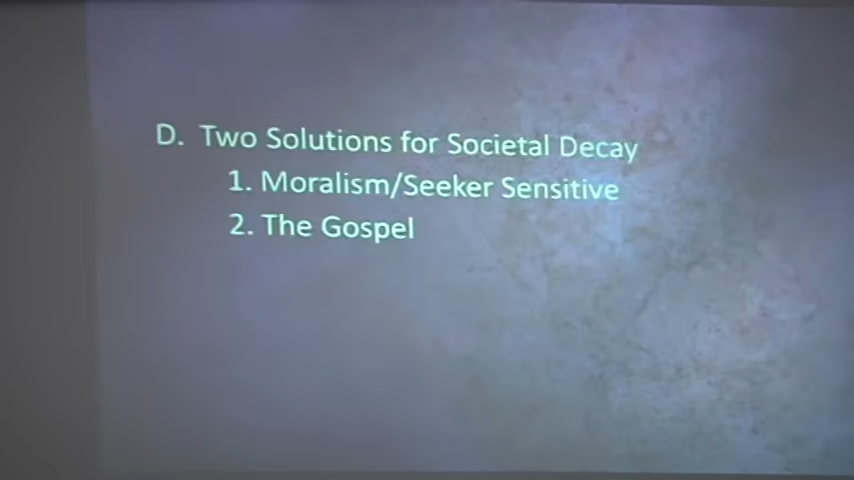 D. Two Solutions for Societal Decay
1. Moralism/Seeker Sensitive
2. The Gospel